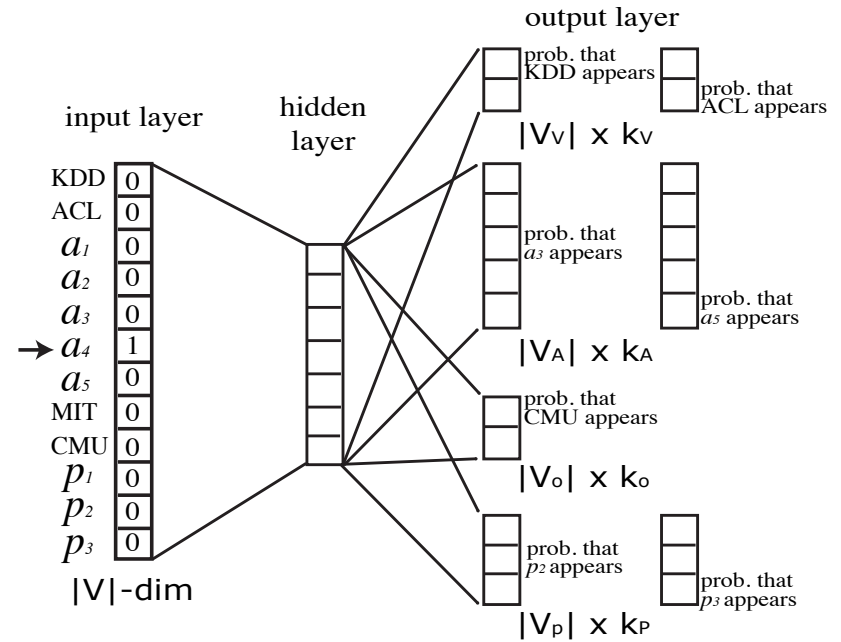 output layer
input layer
hidden
layer
KDD 0
ACL 0
a1 0
a2 0
a3 0
a4 1
a5 0
MIT 0
CMU 0
p1 0
p2 0
p3 0
|V|-dim
prob. that
KDD appears
prob. that
ACL appears
|VV| x kV
prob. that
a3 appears
prob. that
a5 appears
|VA| x kA
prob. that
CMU appears
|Vo| x ko
prob. that
p2 appears
prob. that
p3 appears
|Vp| x kP